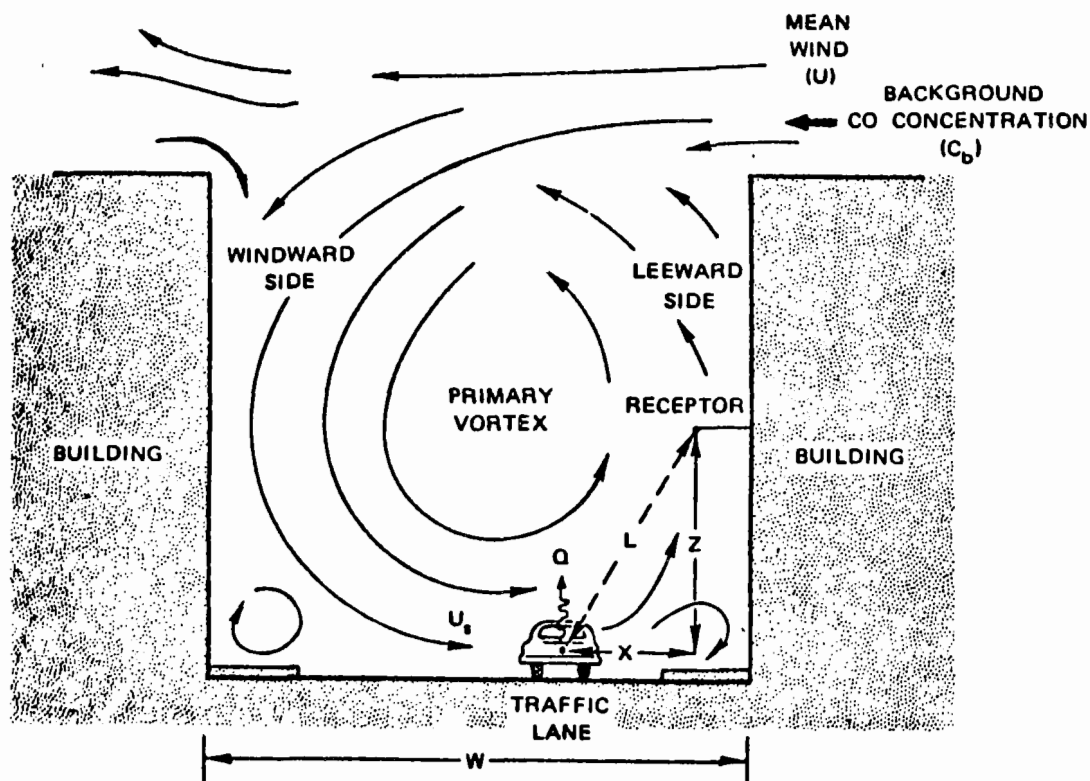 MEAN
WIND
(U)
BACKGROUND
CO CONCENTRATION
(C_b)
WINDWARD
SIDE
LEEWARD
SIDE
PRIMARY
VORTEX
RECEPTOR
BUILDING
BUILDING
L
Z
Q
U_s
X
TRAFFIC
LANE
W